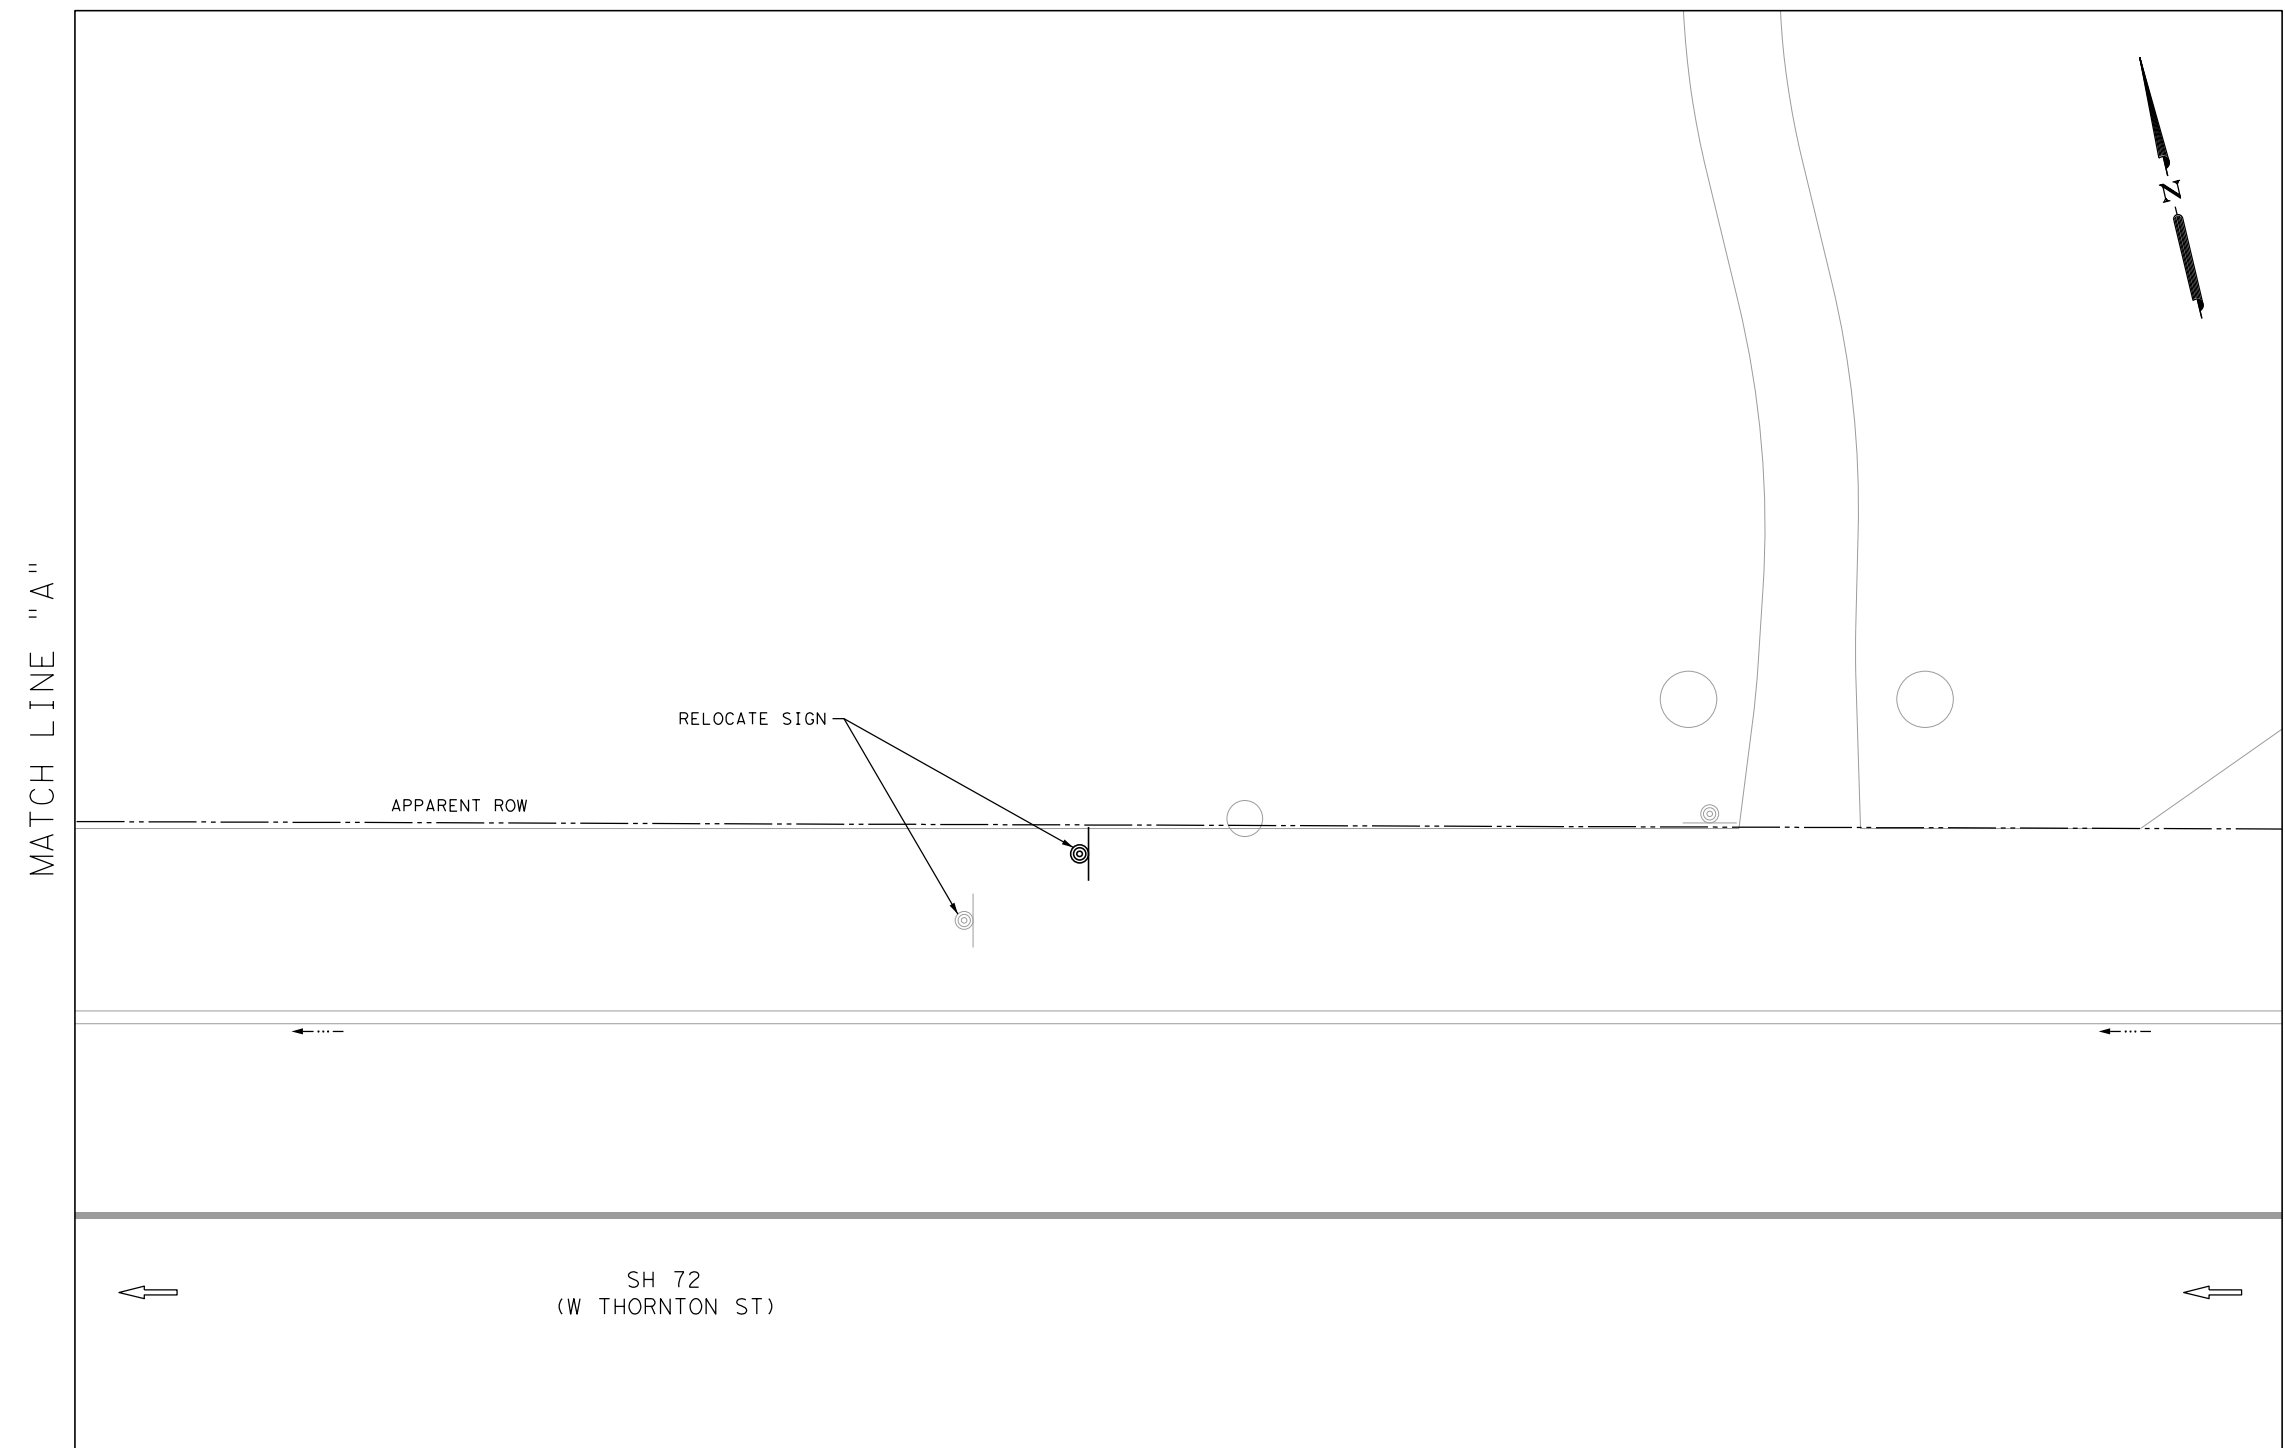 N
MATCH LINE "A"
RELOCATE SIGN
APPARENT ROW
SH 72
(W THORNTON ST)